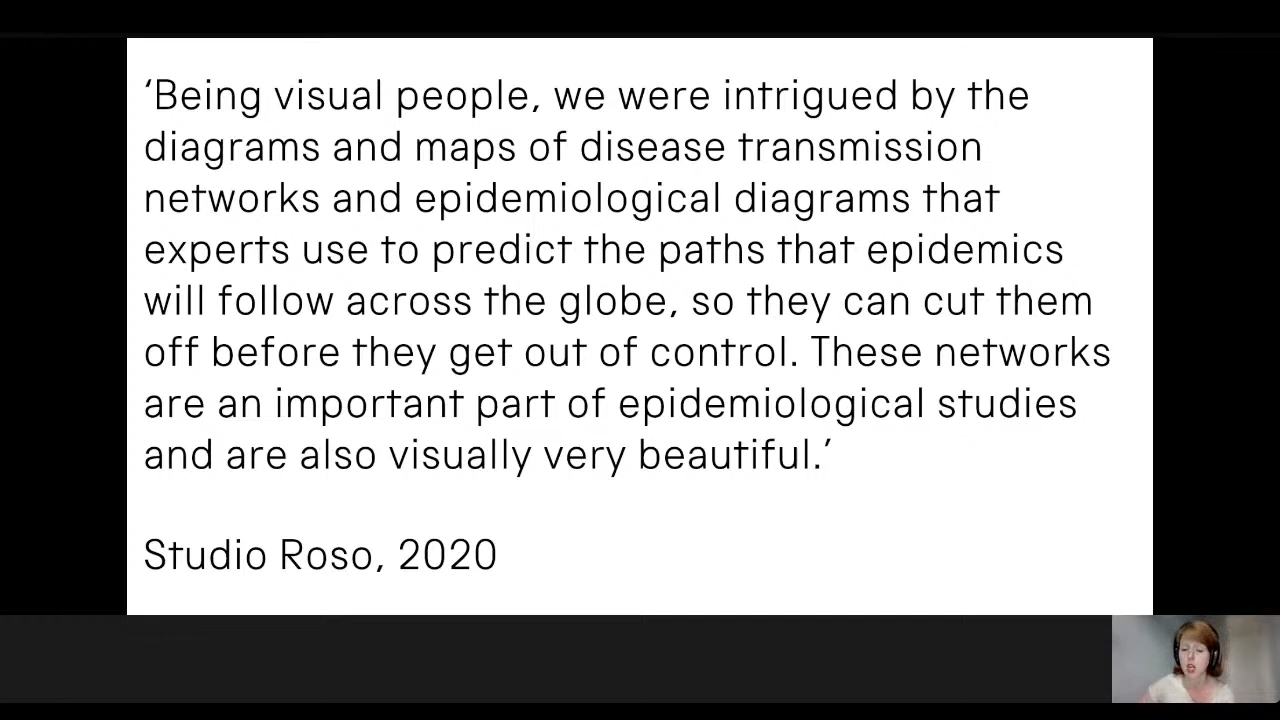 ‘Being visual people, we were intrigued by the
diagrams and maps of disease transmission
networks and epidemiological diagrams that
experts use to predict the paths that epidemics
will follow across the globe, so they can cut them
off before they get out of control. These networks
are an important part of epidemiological studies
and are also visually very beautiful.’
Studio Roso, 2020